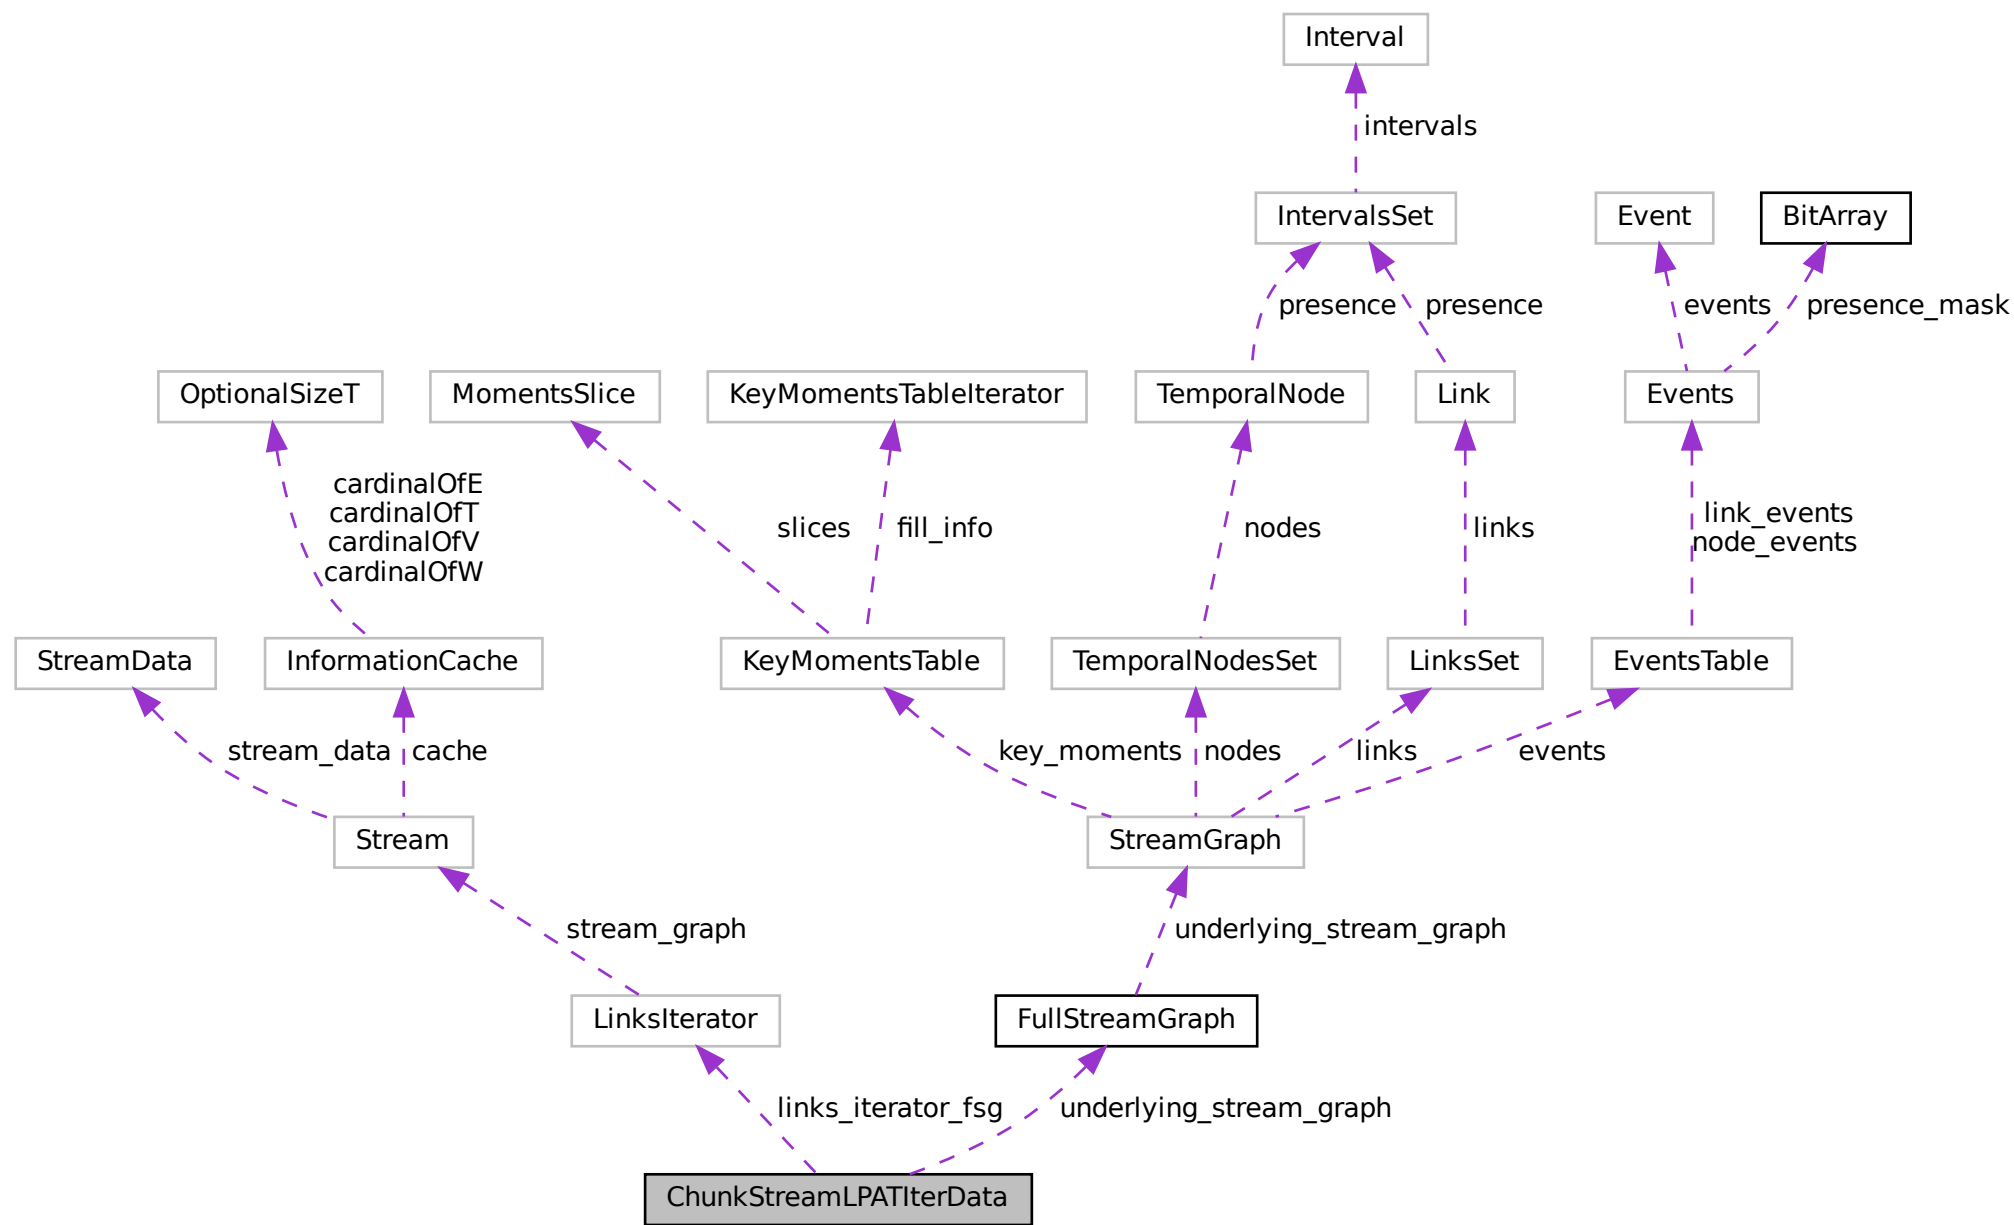 Interval
intervals
IntervalsSet
Event
BitArray
presence
presence
events
presence_mask
OptionalSizeT
MomentsSlice
KeyMomentsTableIterator
TemporalNode
Link
Events
cardinalOfE
cardinalOfT
cardinalOfV
cardinalOfW
slices
fill_info
nodes
links
link_events
node_events
StreamData
InformationCache
KeyMomentsTable
TemporalNodesSet
LinksSet
EventsTable
stream_data
cache
key_moments
nodes
links
events
Stream
StreamGraph
stream_graph
underlying_stream_graph
LinksIterator
FullStreamGraph
links_iterator_fsg
underlying_stream_graph
ChunkStreamLPATIterData